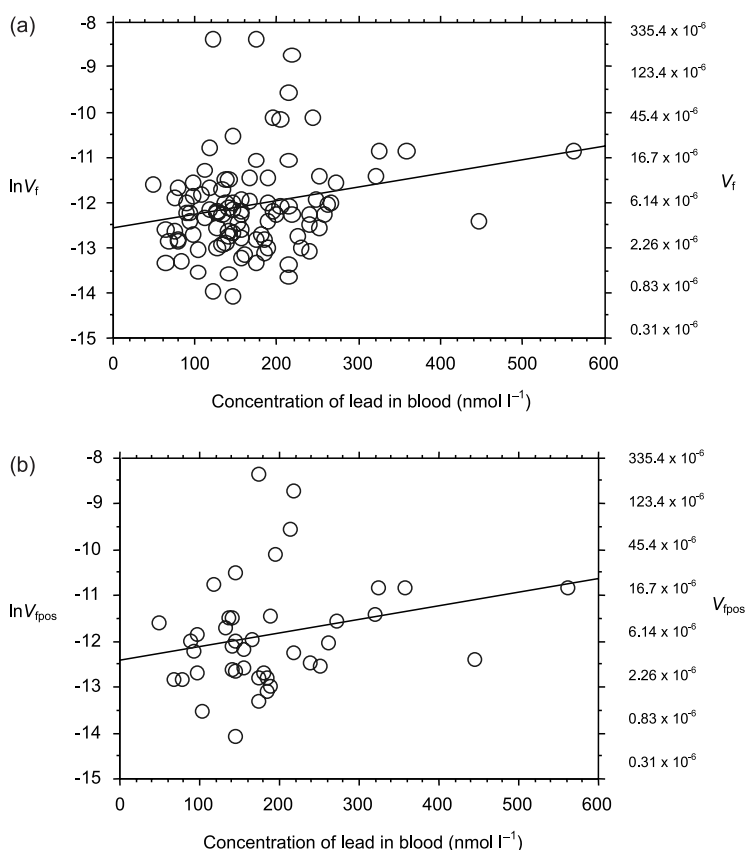 (a)
-8
-9
-10
-11
-12
-13
-14
-15
lnVf
335.4 x 10⁻⁶
123.4 x 10⁻⁶
45.4 x 10⁻⁶
16.7 x 10⁻⁶
6.14 x 10⁻⁶
2.26 x 10⁻⁶
0.83 x 10⁻⁶
0.31 x 10⁻⁶
Vf
0 100 200 300 400 500 600
Concentration of lead in blood (nmol l⁻¹)
(b)
-8
-9
-10
-11
-12
-13
-14
-15
lnVfpos
335.4 x 10⁻⁶
123.4 x 10⁻⁶
45.4 x 10⁻⁶
16.7 x 10⁻⁶
6.14 x 10⁻⁶
2.26 x 10⁻⁶
0.83 x 10⁻⁶
0.31 x 10⁻⁶
Vfpos
0 100 200 300 400 500 600
Concentration of lead in blood (nmol l⁻¹)